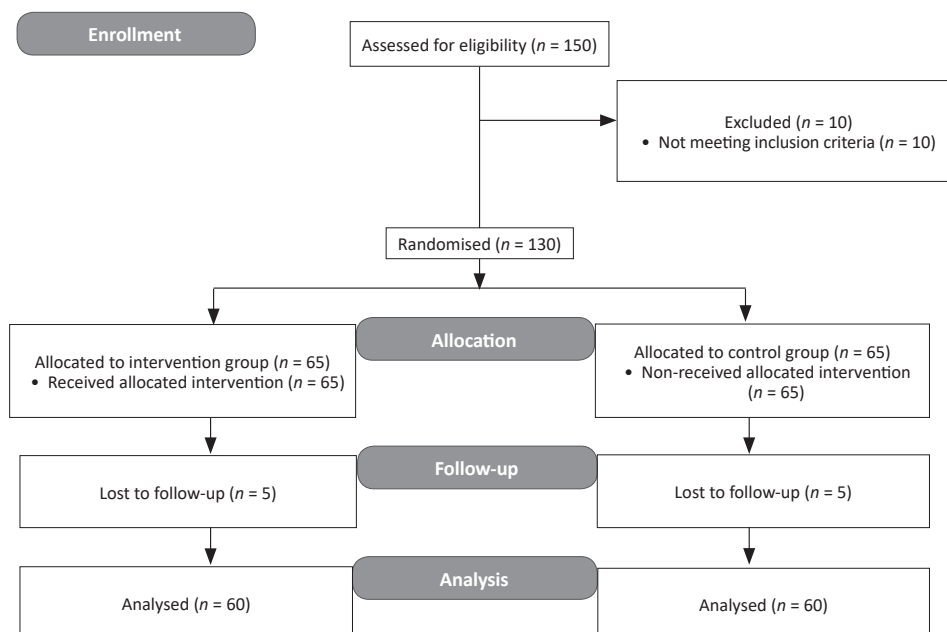 Enrollment
Assessed for eligibility (n = 150)
Excluded (n = 10)
• Not meeting inclusion criteria (n = 10)
Randomised (n = 130)
Allocation
Allocated to intervention group (n = 65)
• Received allocated intervention (n = 65)
Allocated to control group (n = 65)
• Non-received allocated intervention
(n = 65)
Follow-up
Lost to follow-up (n = 5)
Lost to follow-up (n = 5)
Analysis
Analysed (n = 60)
Analysed (n = 60)